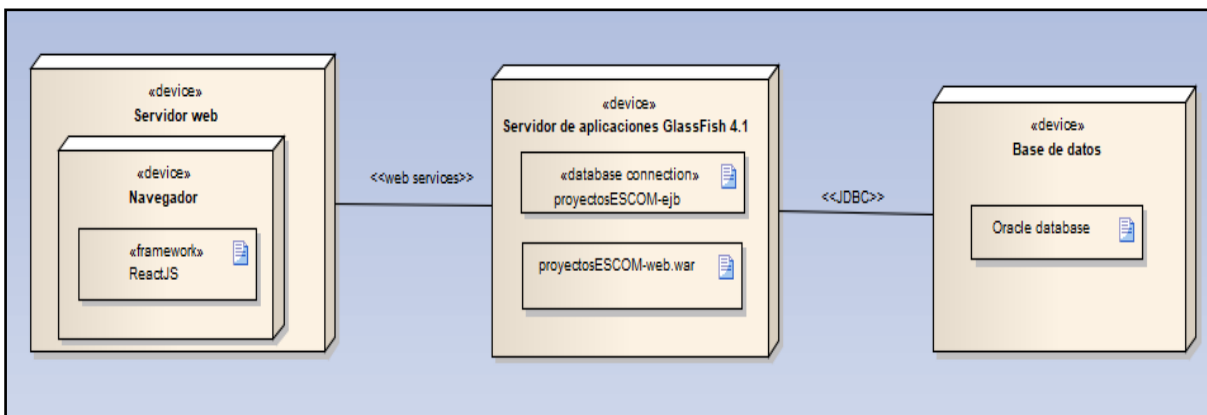 «device»
Servidor web
«device»
Navegador
«framework»
ReactJS
<<web services>>
«device»
Servidor de aplicaciones GlassFish 4.1
«database connection»
proyectosESCOM-ejb
proyectosESCOM-web.war
<<JDBC>>
«device»
Base de datos
Oracle database